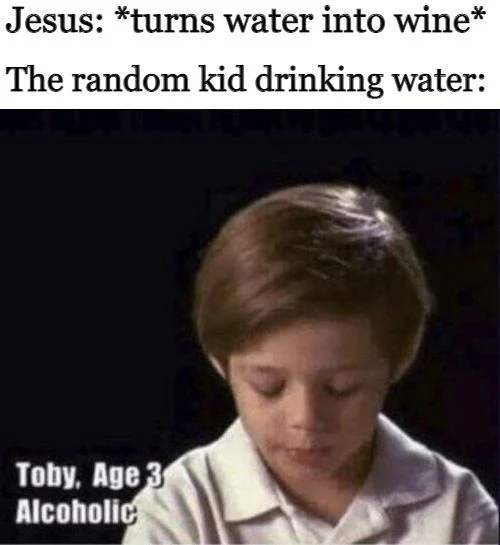 Jesus: *turns water into wine*
The random kid drinking water:
Toby, Age 3
Alcoholic